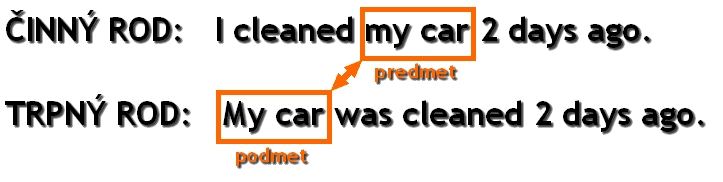 ČINNÝ ROD: I cleaned my car 2 days ago.
predmet
TRPNÝ ROD: My car was cleaned 2 days ago.
podmet